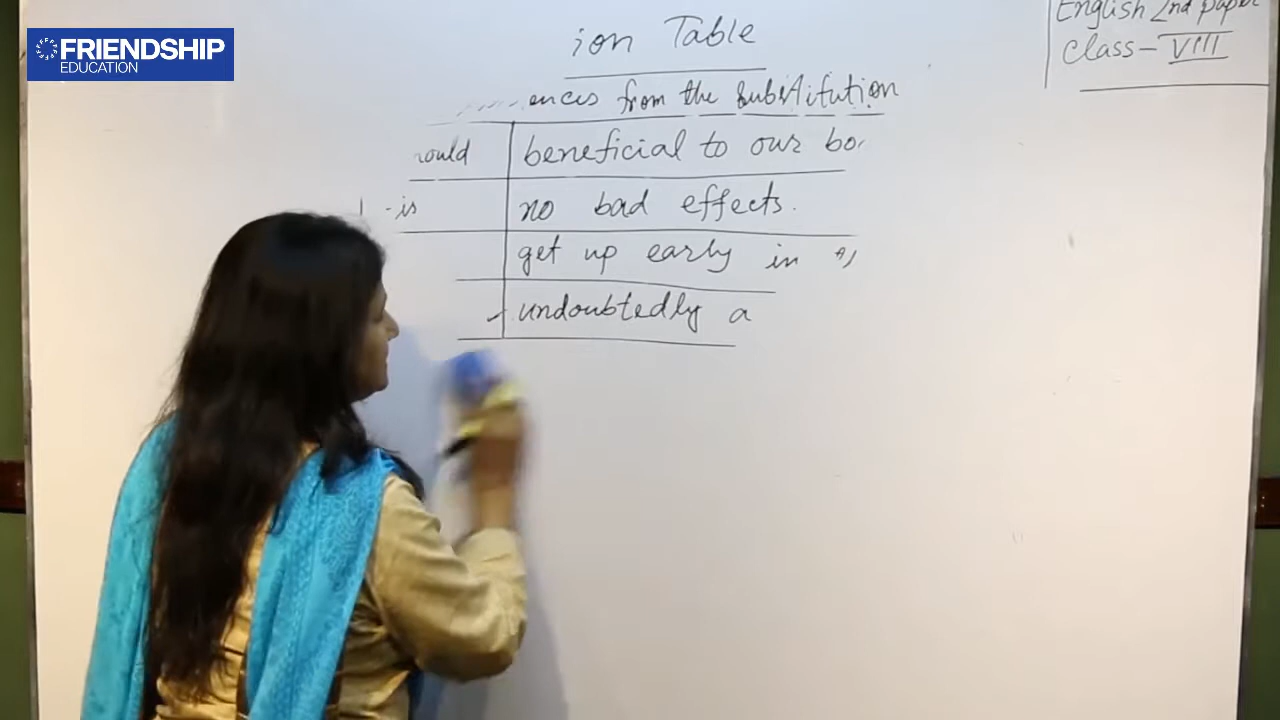 FRIENDSHIP
EDUCATION
English 2nd paper
Class - VIII
ion Table
ences from the substitution
ould beneficial to our bo
is no bad effects.
get up early in
undoubtedly a